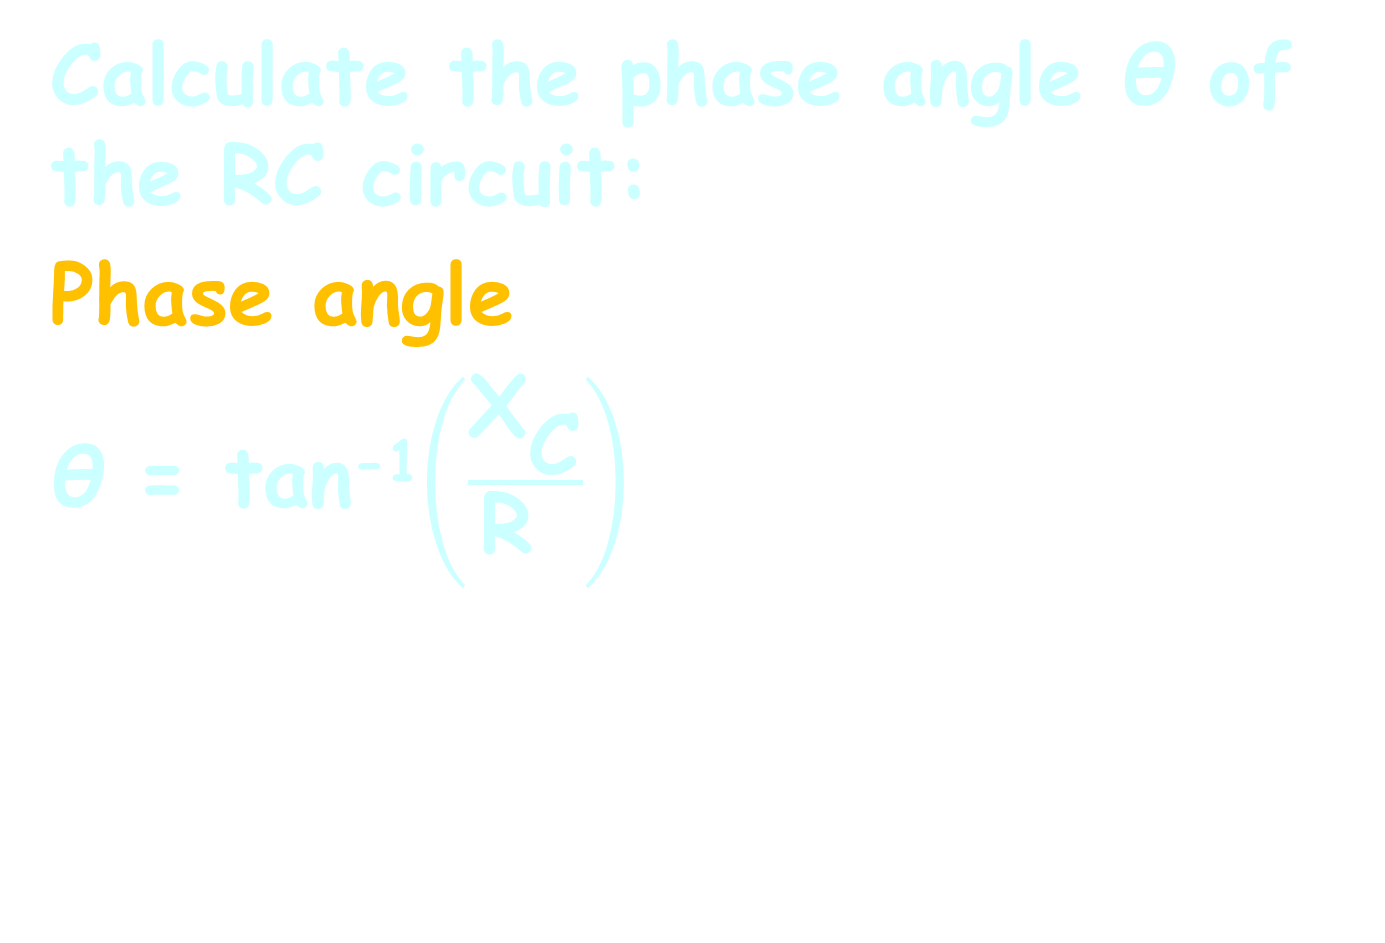 Calculate the phase angle θ of
the RC circuit:
Phase angle
θ = tan⁻¹(X_C/R)